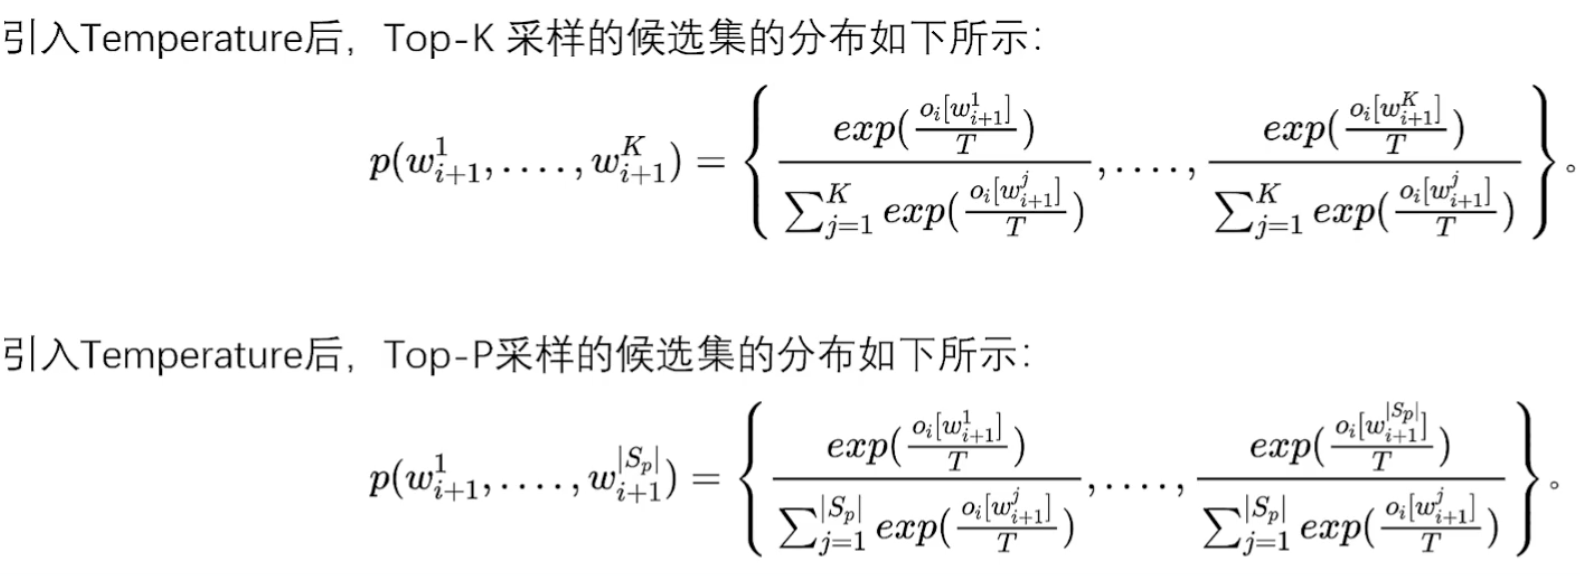 引入Temperature后，Top-K 采样的候选集的分布如下所示：
$p(w_{i+1}^{1},....,w_{i+1}^{K}) = \left\{ \frac{exp(\frac{o_i[w_{i+1}^{1}]}{T})}{\sum_{j=1}^{K} exp(\frac{o_i[w_{i+1}^{j}]}{T})},....,\frac{exp(\frac{o_i[w_{i+1}^{K}]}{T})}{\sum_{j=1}^{K} exp(\frac{o_i[w_{i+1}^{j}]}{T})} \right\}$。
引入Temperature后，Top-P采样的候选集的分布如下所示：
$p(w_{i+1}^{1},....,w_{i+1}^{|S_p|}) = \left\{ \frac{exp(\frac{o_i[w_{i+1}^{1}]}{T})}{\sum_{j=1}^{|S_p|} exp(\frac{o_i[w_{i+1}^{j}]}{T})},....,\frac{exp(\frac{o_i[w_{i+1}^{|S_p|}]}{T})}{\sum_{j=1}^{|S_p|} exp(\frac{o_i[w_{i+1}^{j}]}{T})} \right\}$。